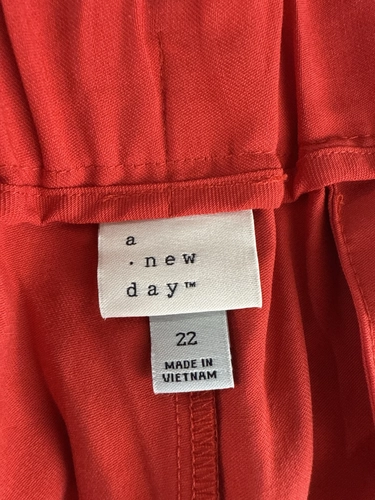 a
· new
day™
22
MADE IN
VIETNAM